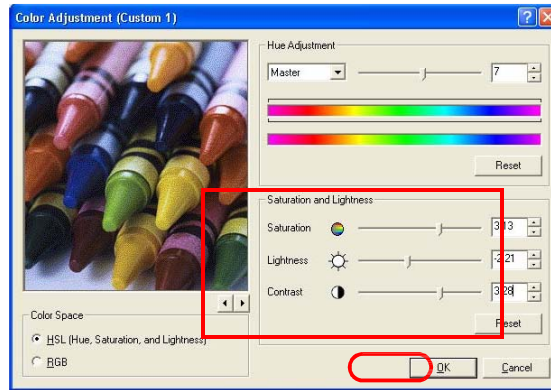 Color Adjustment (Custom 1)
Hue Adjustment
Master
7
Reset
Saturation and Lightness
Saturation
Lightness
Contrast
Reset
Color Space
HSL (Hue, Saturation, and Lightness)
RGB
OK
Cancel